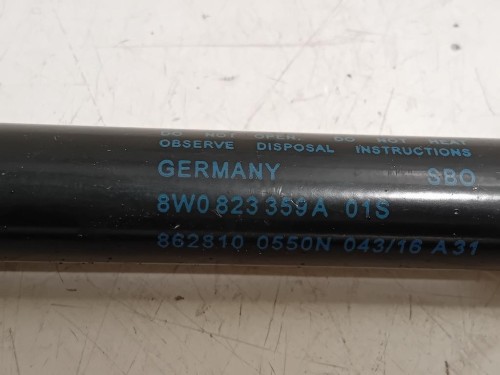 DO NOT OPEN. DO NOT HEAT
OBSERVE DISPOSAL INSTRUCTIONS
GERMANY SBO
8W0 823 359A 01S
862810 0550N 043/16 A31